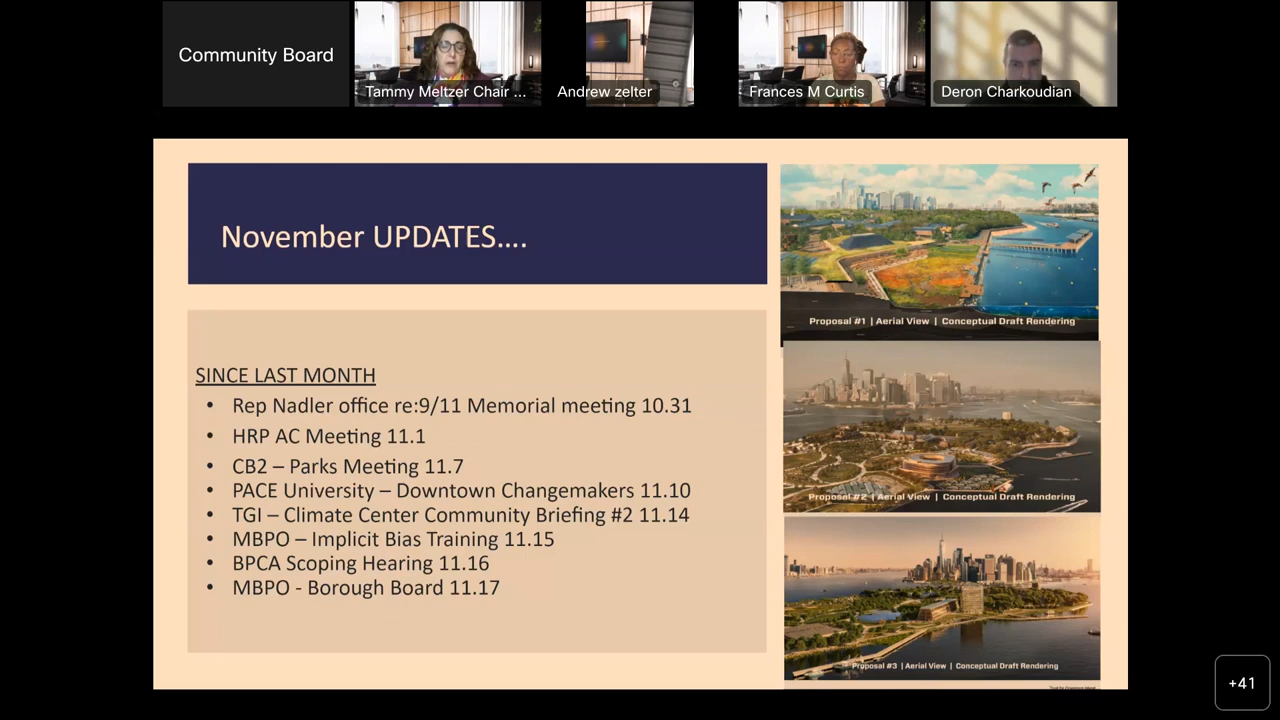 Community Board
Tammy Meltzer Chair ...
Andrew zelter
Frances M Curtis
Deron Charkoudian
November UPDATES....
SINCE LAST MONTH
• Rep Nadler office re:9/11 Memorial meeting 10.31
• HRP AC Meeting 11.1
• CB2 – Parks Meeting 11.7
• PACE University – Downtown Changemakers 11.10
• TGI – Climate Center Community Briefing #2 11.14
• MBPO – Implicit Bias Training 11.15
• BPCA Scoping Hearing 11.16
• MBPO - Borough Board 11.17
Proposal #1 | Aerial View | Conceptual Draft Rendering
Proposal #2 | Aerial View | Conceptual Draft Rendering
Proposal #3 | Aerial View | Conceptual Draft Rendering
+41